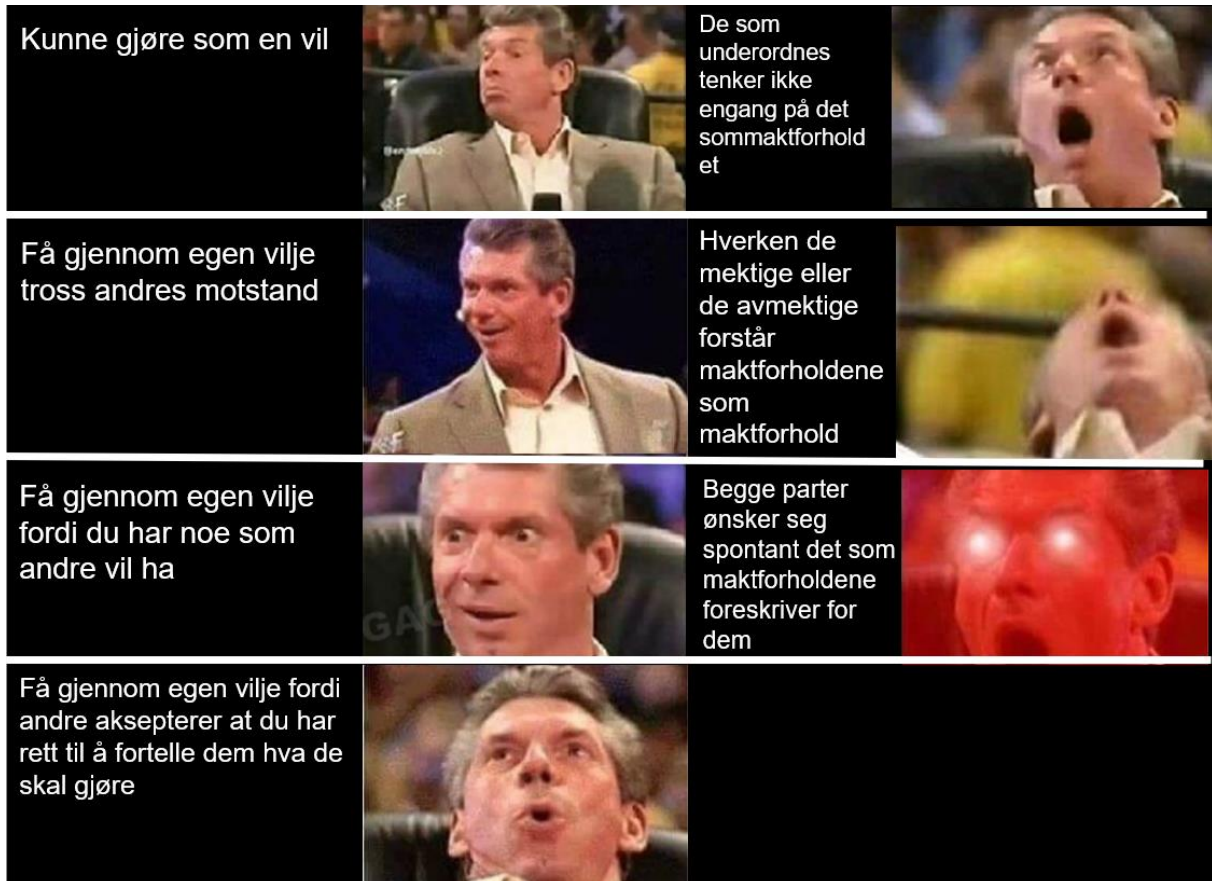 Kunne gjøre som en vil
Få gjennom egen vilje
tross andres motstand
Få gjennom egen vilje
fordi du har noe som
andre vil ha
Få gjennom egen vilje fordi
andre aksepterer at du har
rett til å fortelle dem hva de
skal gjøre
De som
underordnes
tenker ikke
engang på det
sommaktforhold
et
Hverken de
mektige eller
de avmektige
forstår
maktforholdene
som
maktforhold
Begge parter
ønsker seg
spontant det som
maktforholdene
foreskriver for
dem